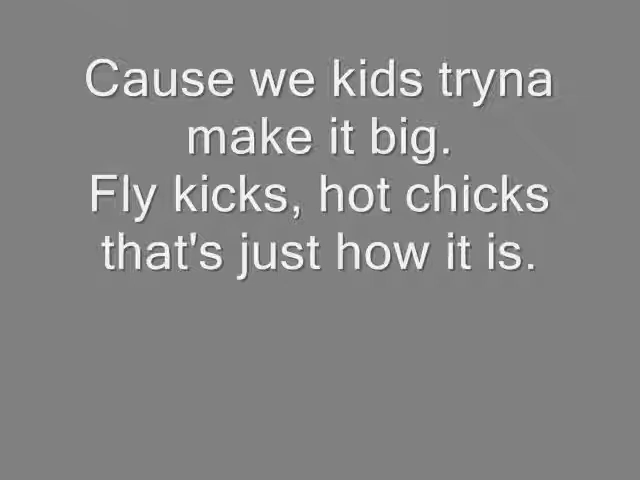 Cause we kids tryna
make it big.
Fly kicks, hot chicks
that's just how it is.